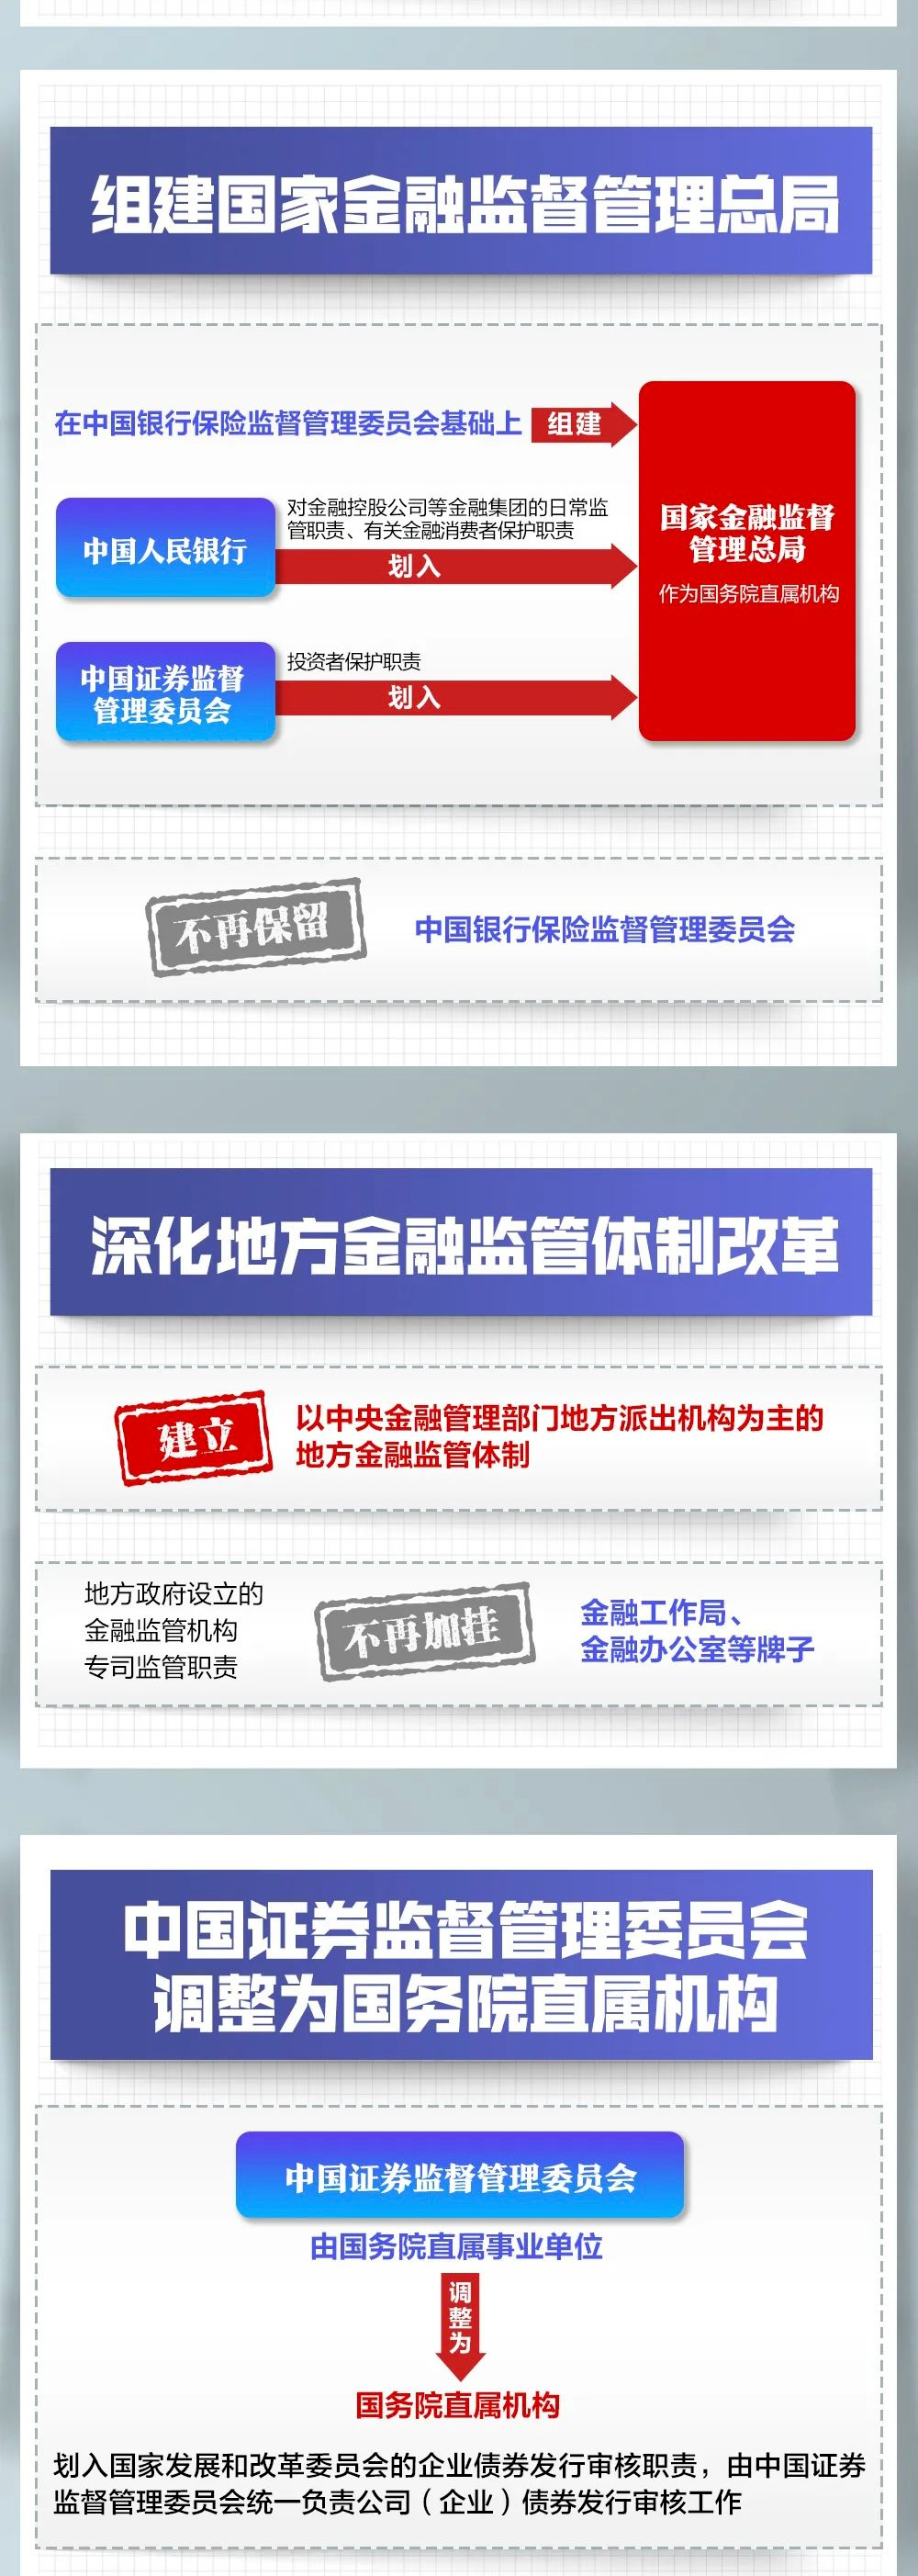 组建国家金融监督管理总局
在中国银行保险监督管理委员会基础上 组建
中国人民银行
对金融控股公司等金融集团的日常监
管职责、有关金融消费者保护职责
划入
中国证券监督
管理委员会
投资者保护职责
划入
国家金融监督
管理总局
作为国务院直属机构
不再保留
中国银行保险监督管理委员会
深化地方金融监管体制改革
建立
以中央金融管理部门地方派出机构为主的
地方金融监管体制
地方政府设立的
金融监管机构
专司监管职责
不再加挂
金融工作局、
金融办公室等牌子
中国证券监督管理委员会
调整为国务院直属机构
中国证券监督管理委员会
由国务院直属事业单位
调整为
国务院直属机构
划入国家发展和改革委员会的企业债券发行审核职责，由中国证券
监督管理委员会统一负责公司（企业）债券发行审核工作